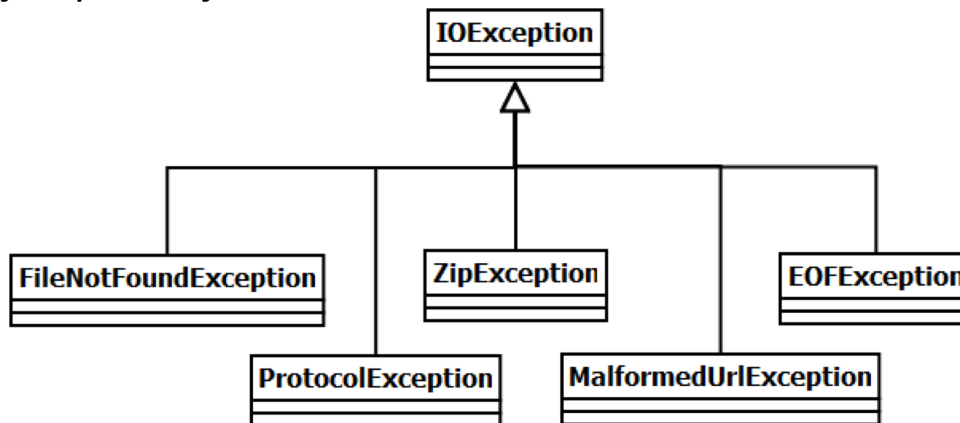 IOException
FileNotFoundException
ZipException
EOFException
ProtocolException
MalformedUrlException